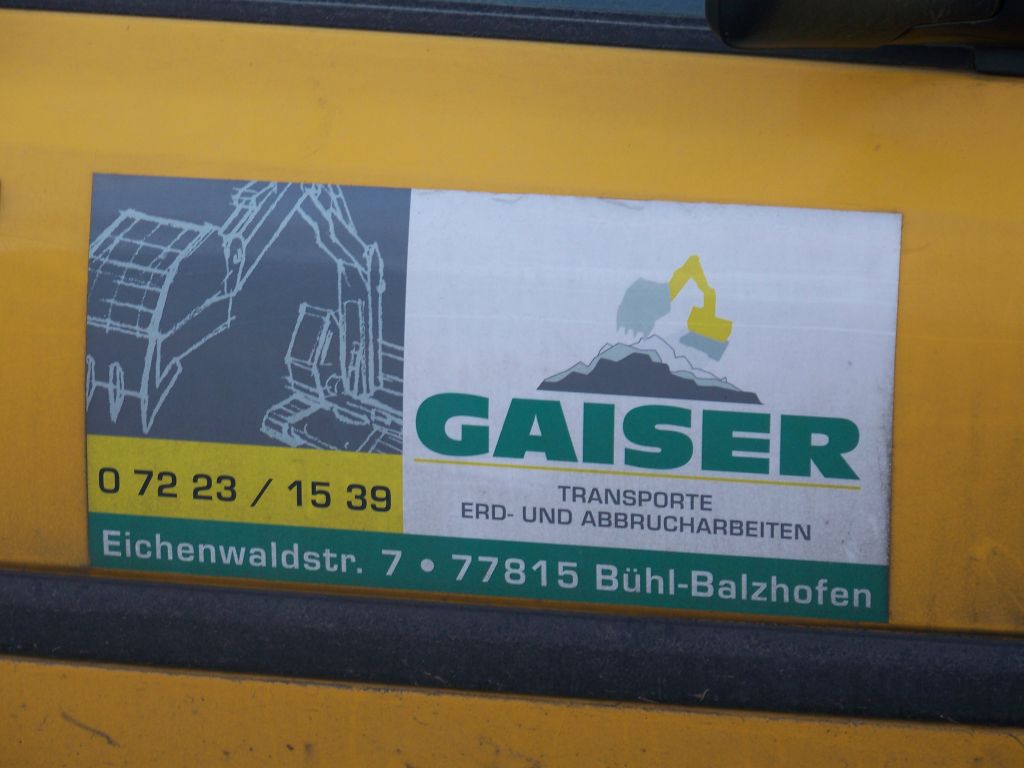 GAISER
TRANSPORTE
ERD- UND ABBRUCHARBEITEN
0 72 23 / 15 39
Eichenwaldstr. 7 • 77815 Bühl-Balzhofen